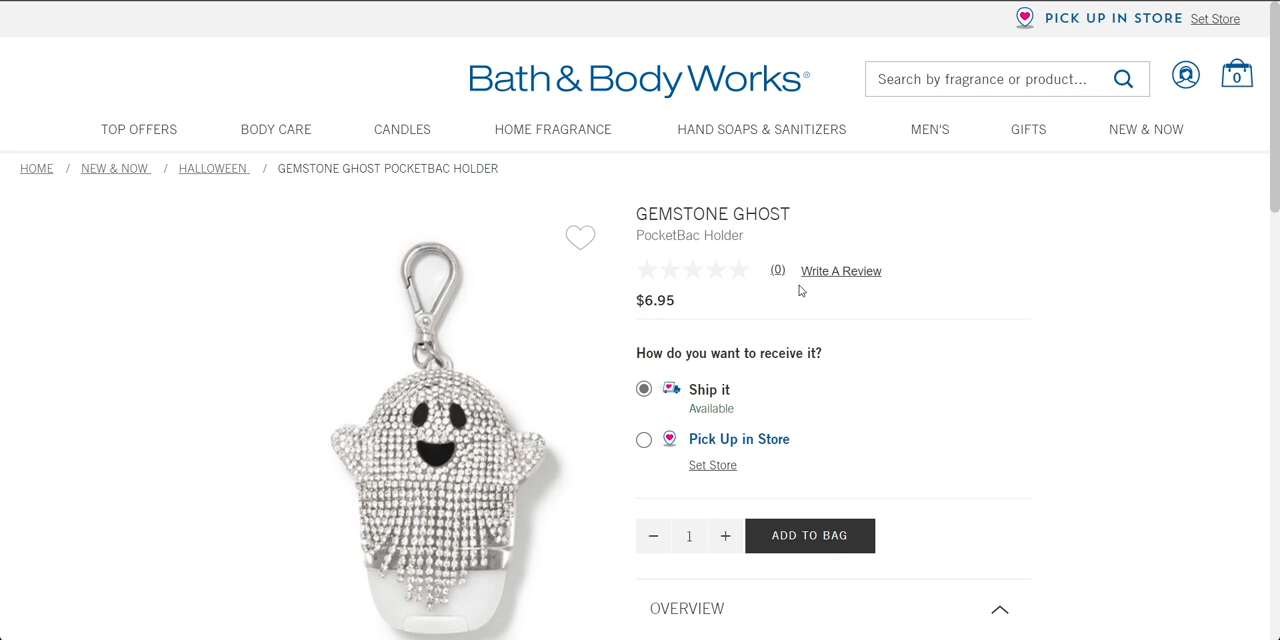 PICK UP IN STORE Set Store
Bath & Body Works®
Search by fragrance or product...
0
TOP OFFERS BODY CARE CANDLES HOME FRAGRANCE HAND SOAPS & SANITIZERS MEN'S GIFTS NEW & NOW
HOME / NEW & NOW / HALLOWEEN / GEMSTONE GHOST POCKETBAC HOLDER
GEMSTONE GHOST
PocketBac Holder
(0) Write A Review
$6.95
How do you want to receive it?
Ship it
Available
Pick Up in Store
Set Store
− 1 + ADD TO BAG
OVERVIEW